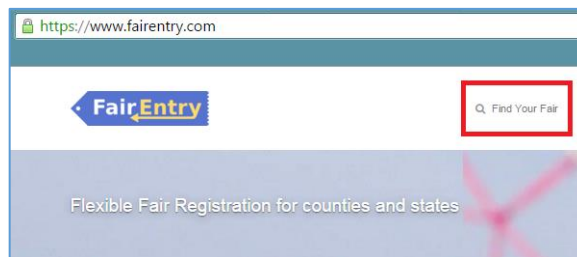 https://www.fairentry.com
FairEntry
Find Your Fair
Flexible Fair Registration for counties and states